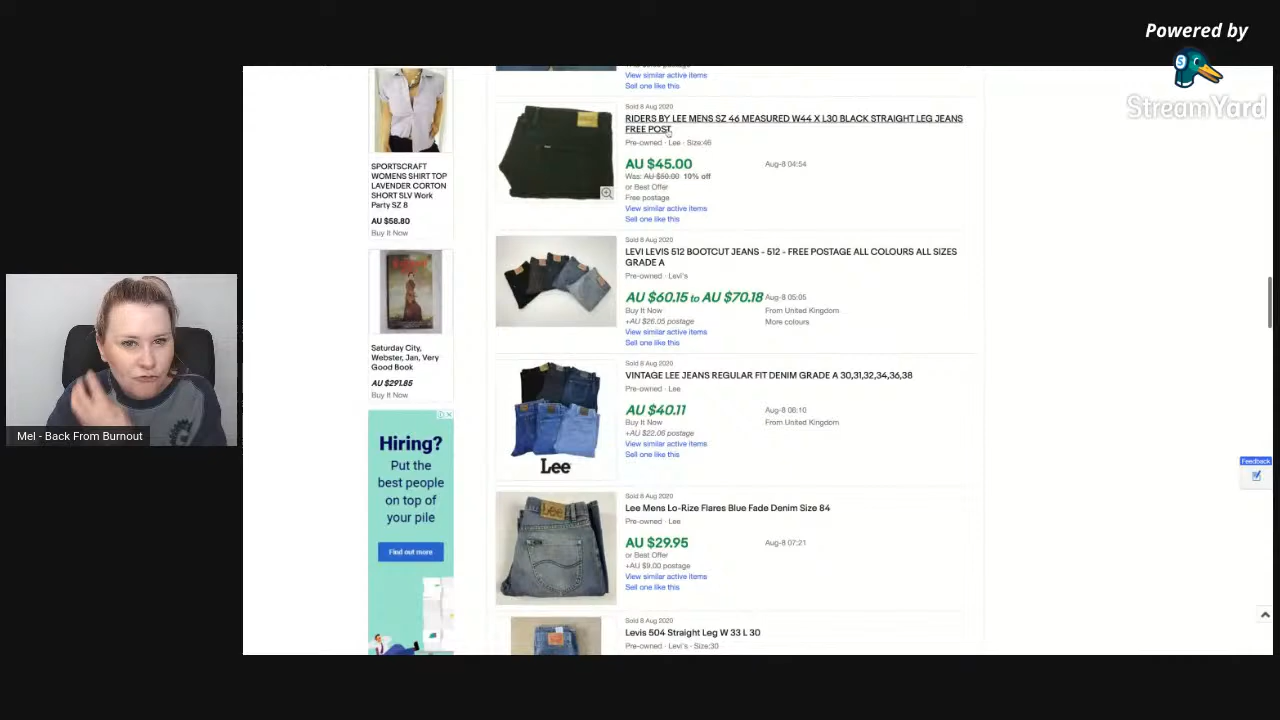 Powered by
StreamYard
SPORTSCRAFT
WOMENS SHIRT TOP
LAVENDER CORTON
SHORT SLV Work
Party SZ 8
AU $58.80
Buy It Now
Saturday City,
Webster, Jan, Very
Good Book
AU $291.85
Buy It Now
Hiring?
Put the
best people
on top of
your pile
Find out more
View similar active items
Sell one like this
Sold 8 Aug 2020
RIDERS BY LEE MENS SZ 46 MEASURED W44 X L30 BLACK STRAIGHT LEG JEANS
FREE POST
Pre-owned · Lee · Size:46
AU $45.00
Aug-8 04:54
Was: AU $50.00 10% off
or Best Offer
Free postage
View similar active items
Sell one like this
Sold 8 Aug 2020
LEVI LEVIS 512 BOOTCUT JEANS - 512 - FREE POSTAGE ALL COLOURS ALL SIZES
GRADE A
Pre-owned · Levi's
AU $60.15 to AU $70.18
Aug-8 05:05
Buy It Now
From United Kingdom
+AU $26.05 postage
More colours
View similar active items
Sell one like this
Sold 8 Aug 2020
VINTAGE LEE JEANS REGULAR FIT DENIM GRADE A 30,31,32,34,36,38
Pre-owned · Lee
AU $40.11
Aug-8 06:10
Buy It Now
From United Kingdom
+AU $22.06 postage
View similar active items
Sell one like this
Lee
Sold 8 Aug 2020
Lee Mens Lo-Rize Flares Blue Fade Denim Size 84
Pre-owned · Lee
AU $29.95
Aug-8 07:21
or Best Offer
+AU $9.00 postage
View similar active items
Sell one like this
Sold 8 Aug 2020
Levis 504 Straight Leg W 33 L 30
Pre-owned · Levi's · Size:30
Feedback
Mel - Back From Burnout